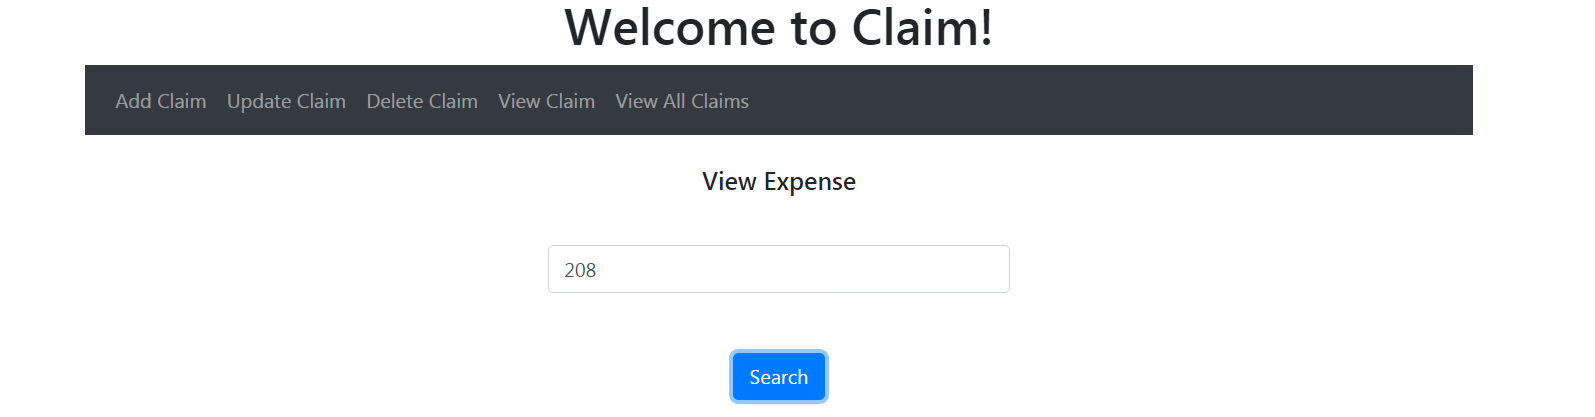 Welcome to Claim!
Add Claim Update Claim Delete Claim View Claim View All Claims
View Expense
208
Search